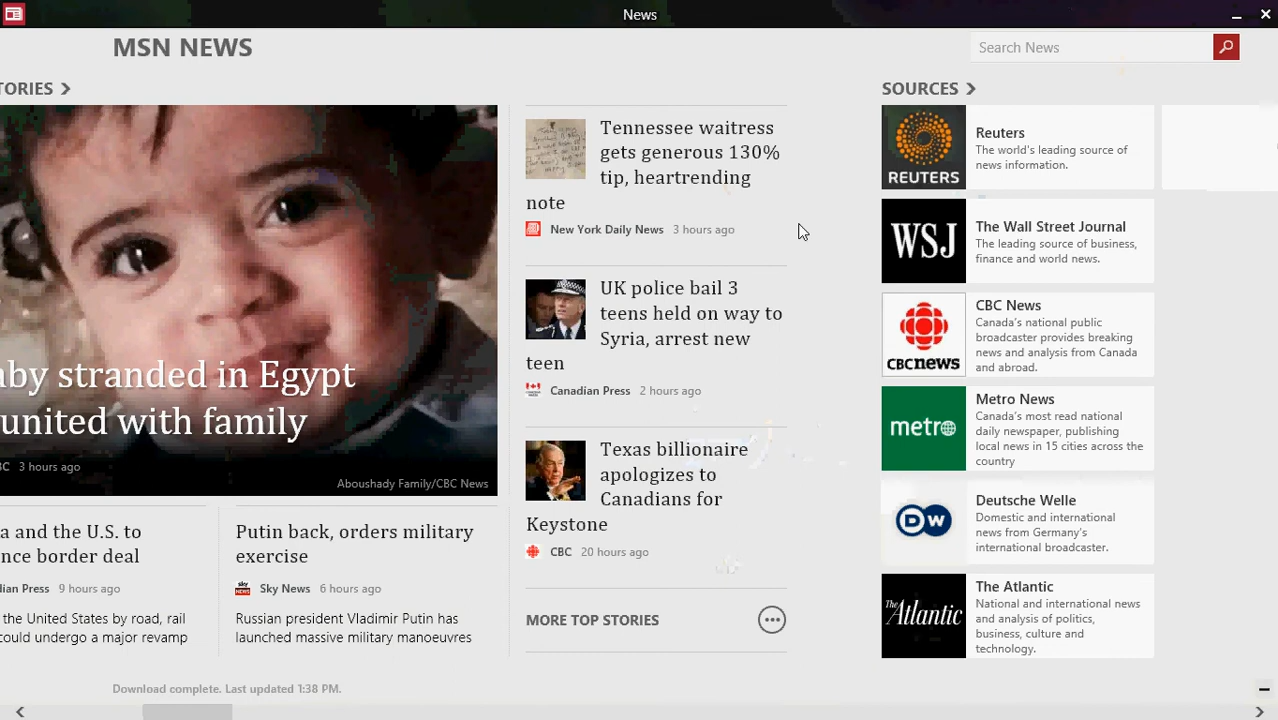 News
MSN NEWS
Search News
TORIES
SOURCES
aby stranded in Egypt
united with family
BC 3 hours ago
Aboushady Family/CBC News
a and the U.S. to
nce border deal
dian Press 9 hours ago
the United States by road, rail
could undergo a major revamp
Putin back, orders military
exercise
sky NEWS
Sky News 6 hours ago
Russian president Vladimir Putin has
launched massive military manoeuvres
Tennessee waitress
gets generous 130%
tip, heartrending
note
New York Daily News 3 hours ago
UK police bail 3
teens held on way to
Syria, arrest new
teen
Canadian Press 2 hours ago
Texas billionaire
apologizes to
Canadians for
Keystone
CBC 20 hours ago
MORE TOP STORIES
REUTERS
Reuters
The world's leading source of
news information.
WSJ
The Wall Street Journal
The leading source of business,
finance and world news.
CBCNEWS
CBC News
Canada's national public
broadcaster provides breaking
news and analysis from Canada
and abroad.
metro
Metro News
Canada's most read national
daily newspaper, publishing
local news in 15 cities across the
country
DW
Deutsche Welle
Domestic and international
news from Germany's
international broadcaster.
The Atlantic
The Atlantic
National and international news
and analysis of politics,
business, culture and
technology.
Download complete. Last updated 1:38 PM.